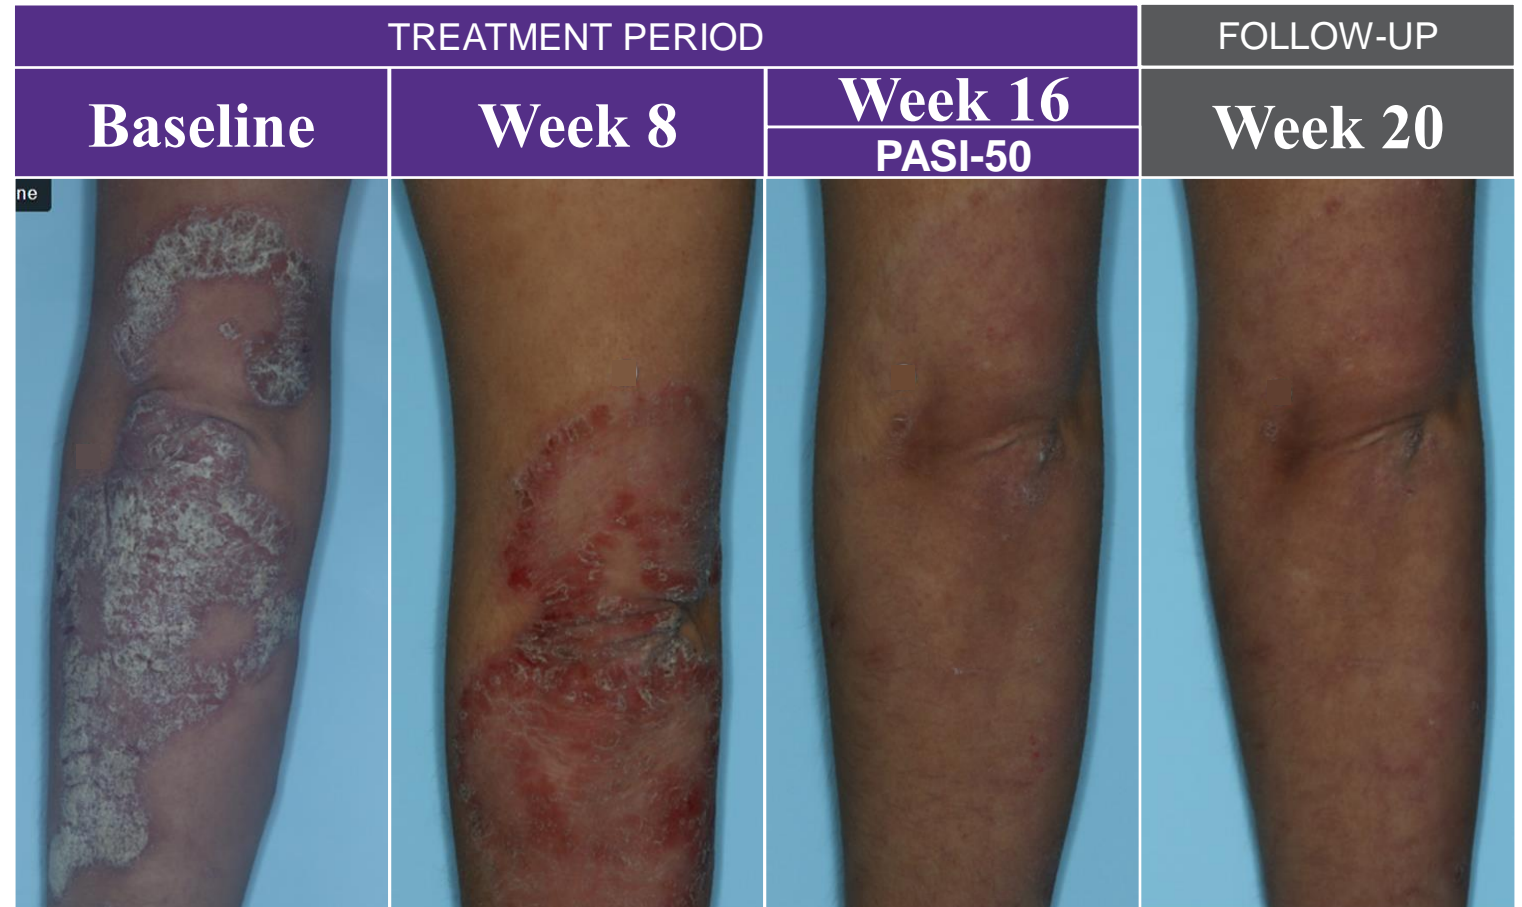 TREATMENT PERIOD
FOLLOW-UP
Baseline
Week 8
Week 16
PASI-50
Week 20
ne